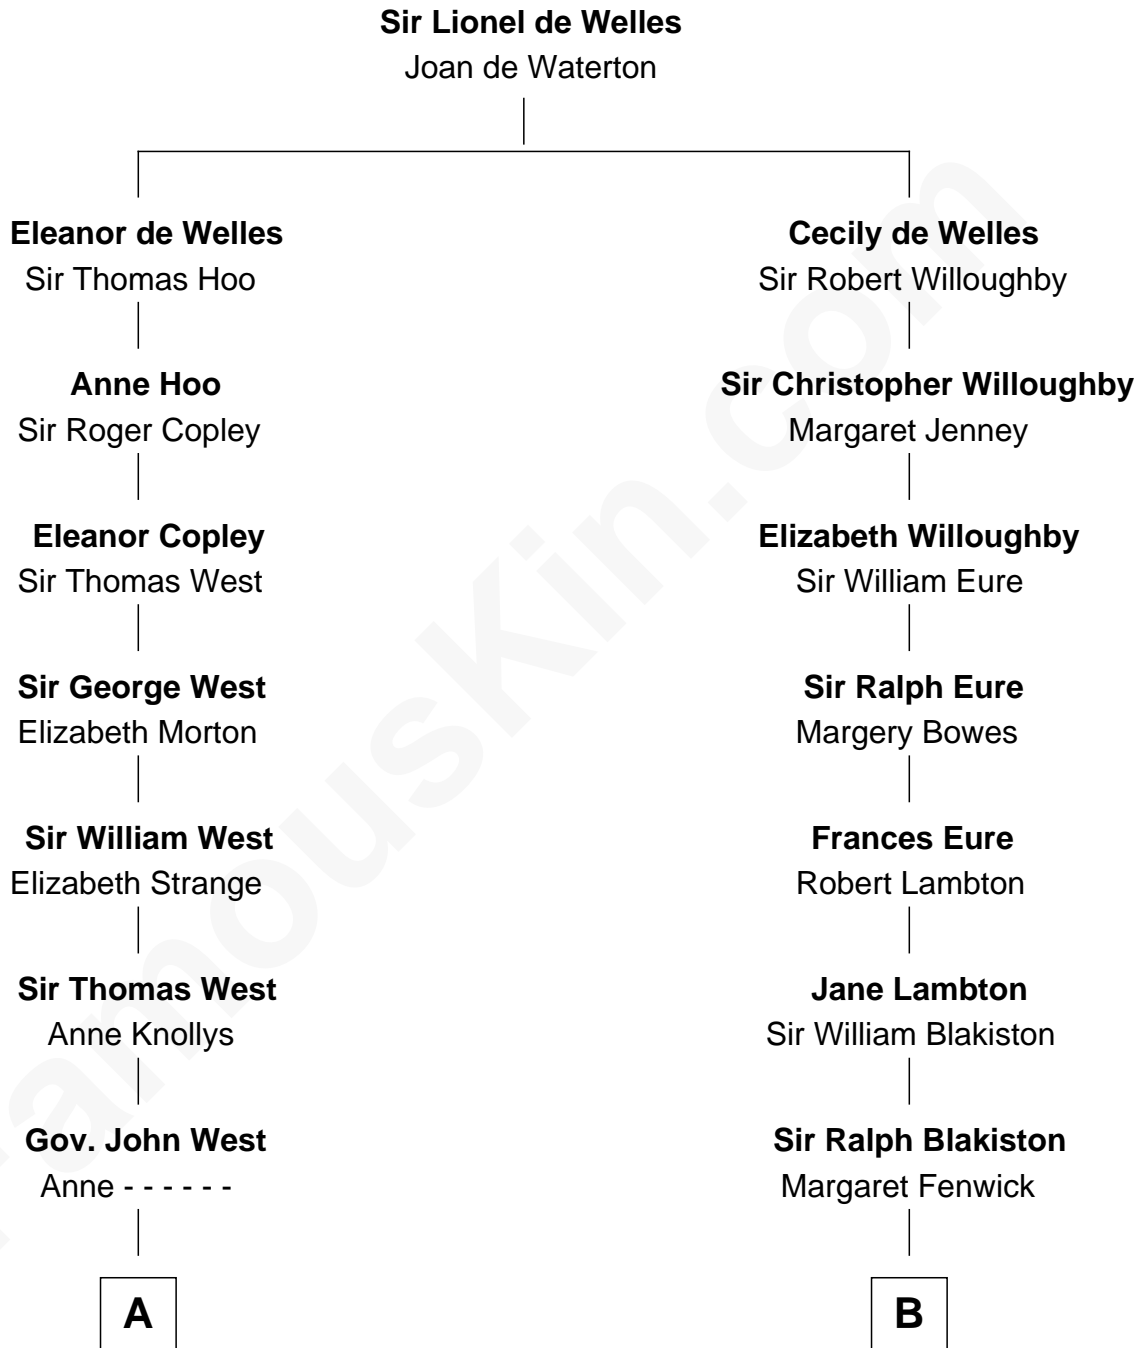 Sir Lionel de Welles
Joan de Waterton
Eleanor de Welles
Sir Thomas Hoo
Cecily de Welles
Sir Robert Willoughby
Anne Hoo
Sir Roger Copley
Sir Christopher Willoughby
Margaret Jenney
Eleanor Copley
Sir Thomas West
Elizabeth Willoughby
Sir William Eure
Sir George West
Elizabeth Morton
Sir Ralph Eure
Margery Bowes
Sir William West
Elizabeth Strange
Frances Eure
Robert Lambton
Sir Thomas West
Anne Knollys
Jane Lambton
Sir William Blakiston
Gov. John West
Anne - - - - - -
Sir Ralph Blakiston
Margaret Fenwick
A
B
FamousKin.com